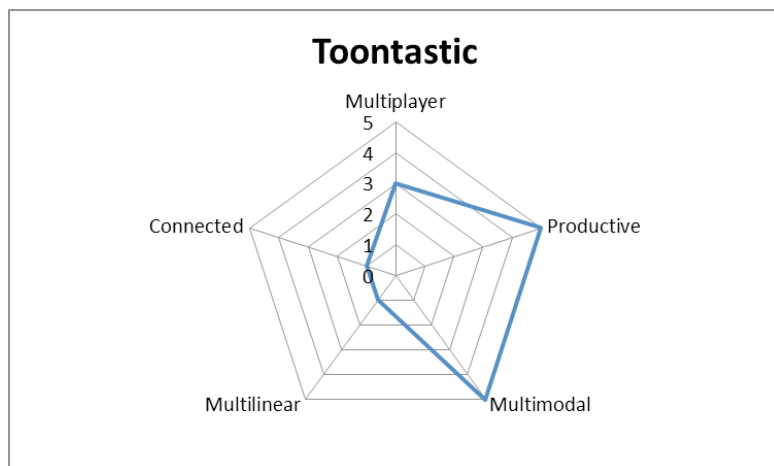 Toontastic
Multiplayer
5
4
3
2
1
0
Connected
Productive
Multilinear
Multimodal